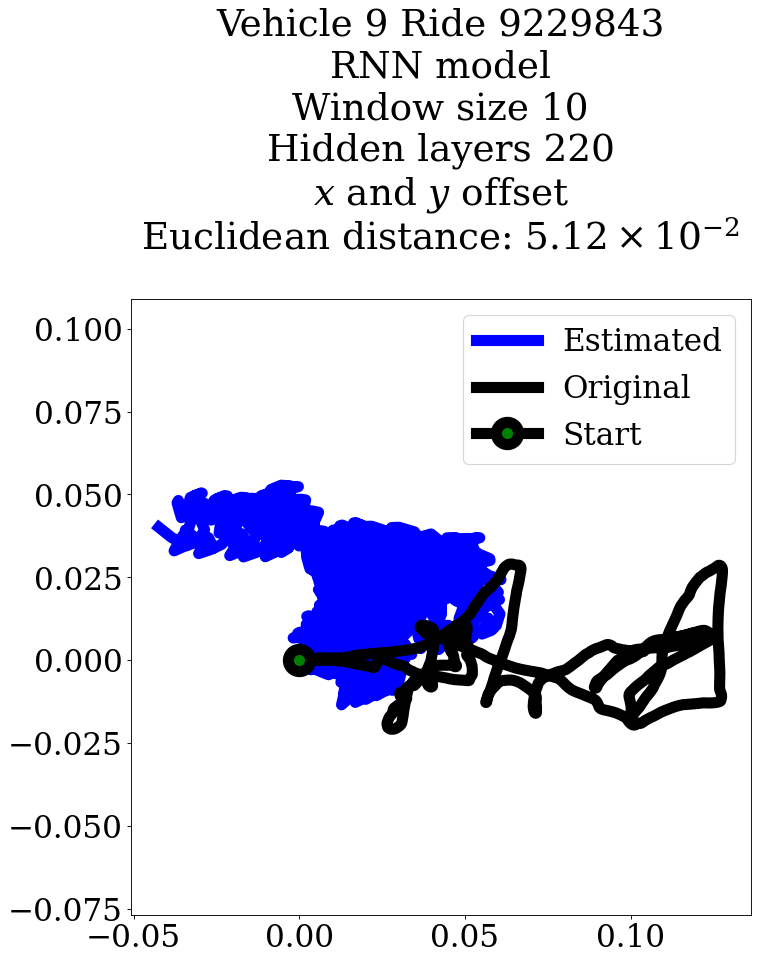 Vehicle 9 Ride 9229843
RNN model
Window size 10
Hidden layers 220
x and y offset
Euclidean distance: 5.12 × 10⁻²
Estimated
Original
Start
0.100
0.075
0.050
0.025
0.000
−0.025
−0.050
−0.075
−0.05 0.00 0.05 0.10